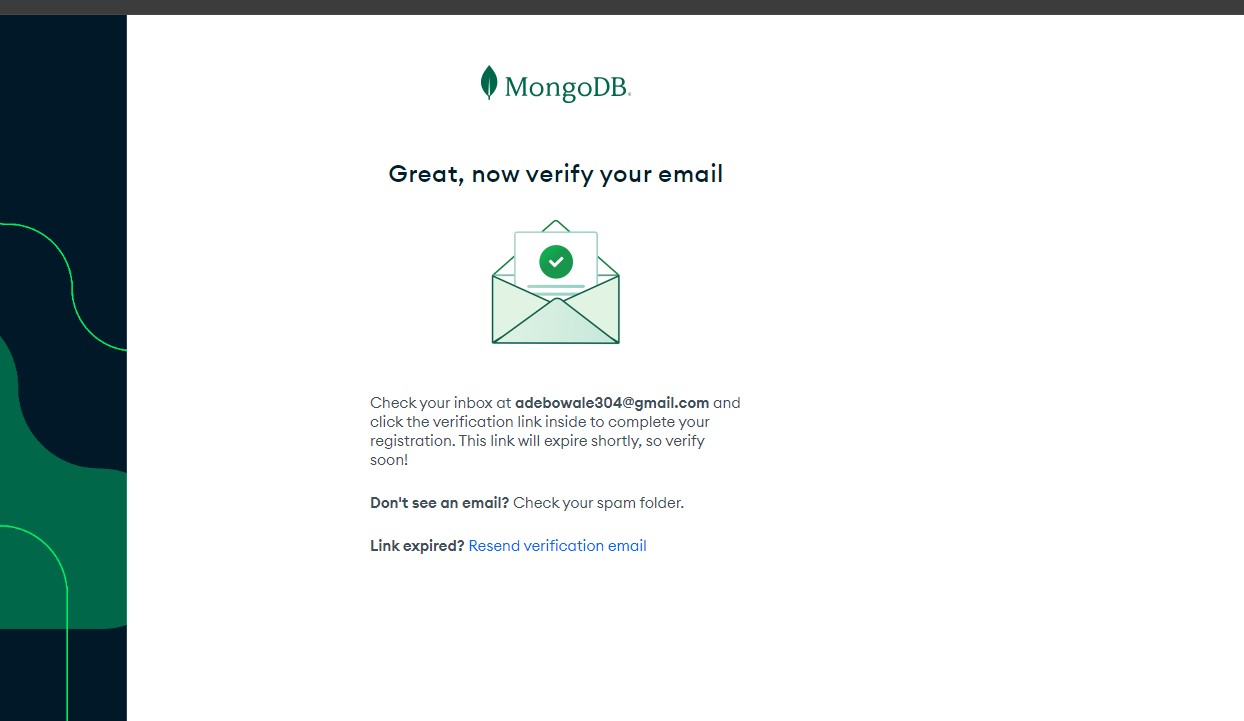 MongoDB.
Great, now verify your email
Check your inbox at adebowale304@gmail.com and
click the verification link inside to complete your
registration. This link will expire shortly, so verify
soon!
Don't see an email? Check your spam folder.
Link expired? Resend verification email